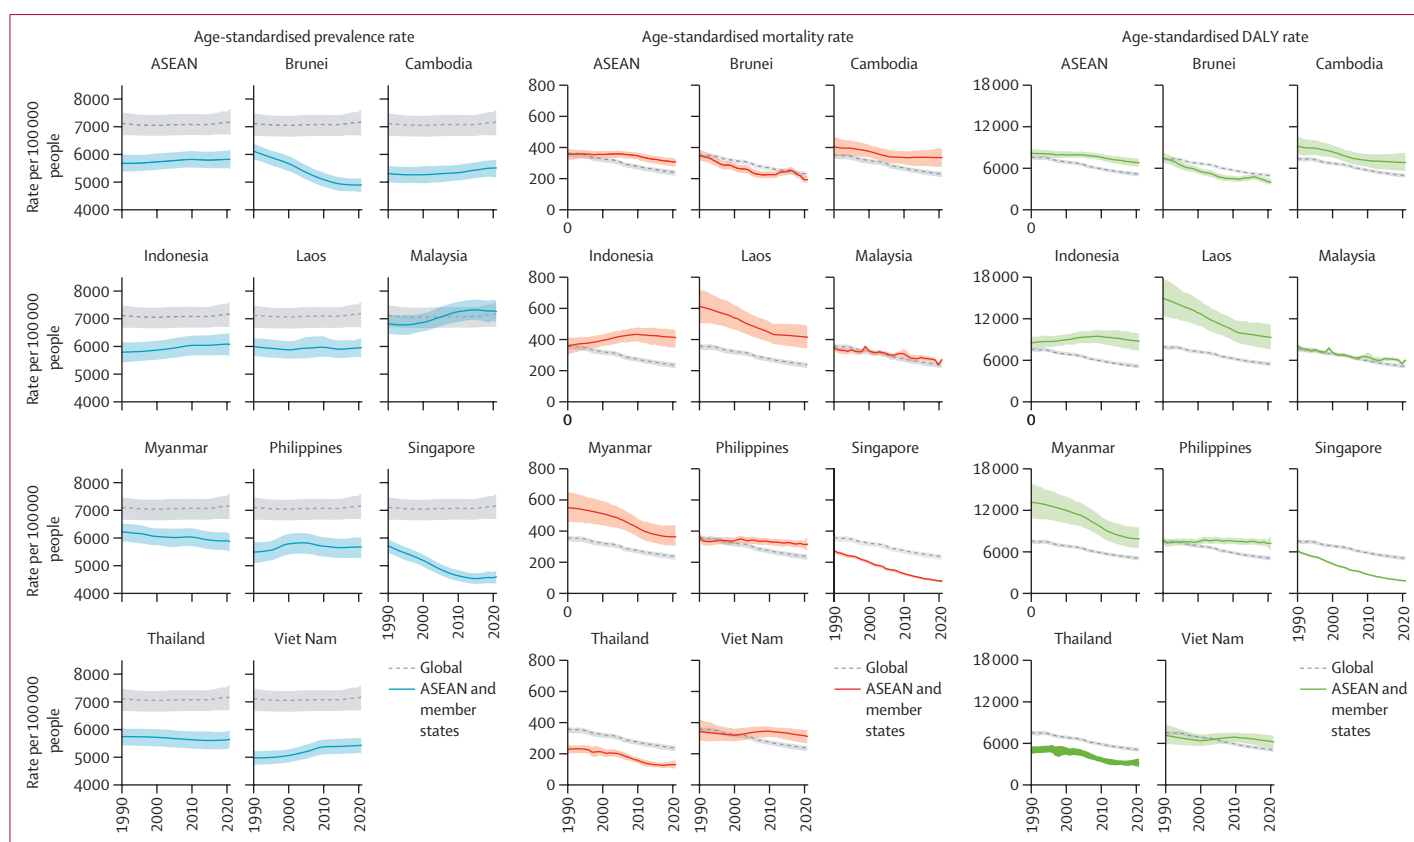 Age-standardised prevalence rate
Age-standardised mortality rate
Age-standardised DALY rate
ASEAN
Brunei
Cambodia
ASEAN
Brunei
Cambodia
ASEAN
Brunei
Cambodia
Rate per 100 000
people
8000
7000
6000
5000
4000
800
600
400
200
0
0
18 000
12 000
6000
0
0
Indonesia
Laos
Malaysia
Indonesia
Laos
Malaysia
Indonesia
Laos
Malaysia
Rate per 100 000
people
8000
7000
6000
5000
4000
800
600
400
200
0
0
18 000
12 000
6000
0
0
Myanmar
Philippines
Singapore
Myanmar
Philippines
Singapore
Myanmar
Philippines
Singapore
Rate per 100 000
people
8000
7000
6000
5000
4000
1990
2000
2010
2020
800
600
400
200
0
0
1990
2000
2010
2020
18 000
12 000
6000
0
0
1990
2000
2010
2020
Thailand
Viet Nam
Thailand
Viet Nam
Thailand
Viet Nam
Rate per 100 000
people
8000
7000
6000
5000
4000
1990
2000
2010
2020
1990
2000
2010
2020
Global
ASEAN and
member
states
800
600
400
200
0
1990
2000
2010
2020
1990
2000
2010
2020
Global
ASEAN and
member
states
18 000
12 000
6000
0
1990
2000
2010
2020
1990
2000
2010
2020
Global
ASEAN and
member
states